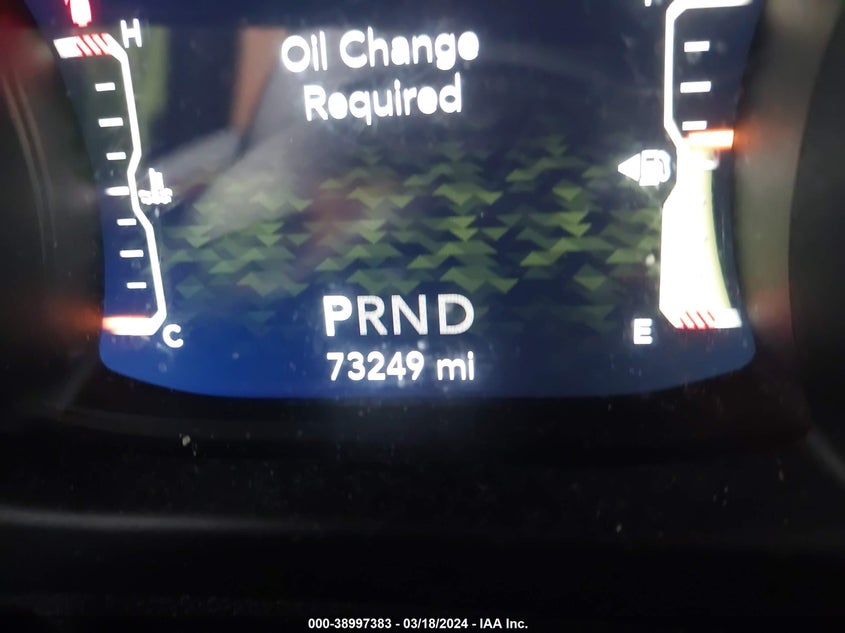 H
Oil Change
Required
PRND
C
E
73249 mi
000-38997383 - 03/18/2024 - IAA Inc.